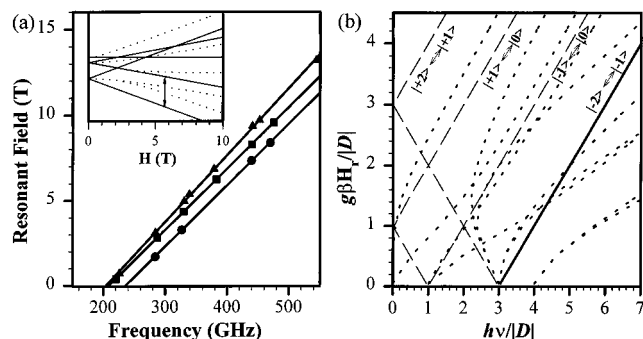 (a)
15
10
5
0
Resonant Field (T)
0
5
10
H (T)
200
300
400
500
Frequency (GHz)
(b)
4
3
2
1
0
gβHr/|D|
|+2> ⇔ |+1>
|+1> ⇔ |0>
|-1> ⇔ |0>
|-2> ⇔ |-1>
0
1
2
3
4
5
6
7
hν/|D|